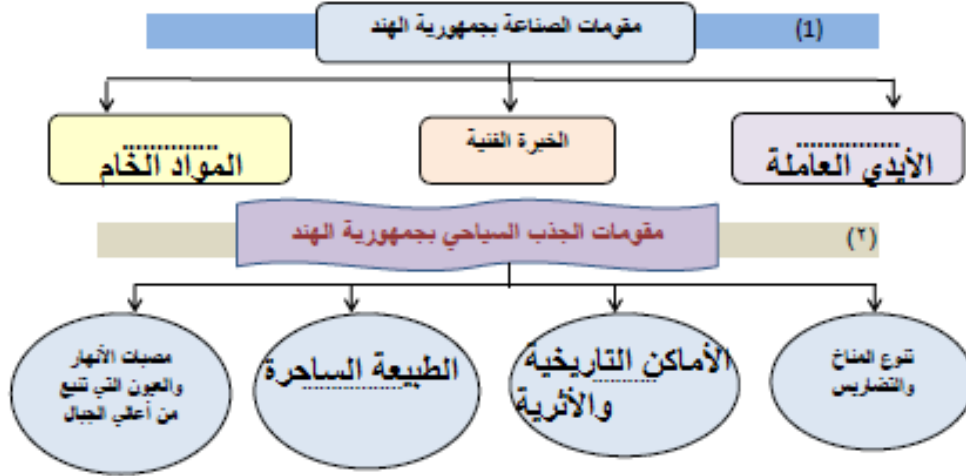 (1) مقومات الصناعة بجمهورية الهند
...............
الأيدي العاملة
الخبرة الفنية
...............
المواد الخام
(٢) مقومات الجذب السياحي بجمهورية الهند
تنوع المناخ
والتضاريس
الأماكن التاريخية
والأثرية
الطبيعة الساحرة
مصبات الأنهار
والعيون التي تنبع
من أعالي الجبال